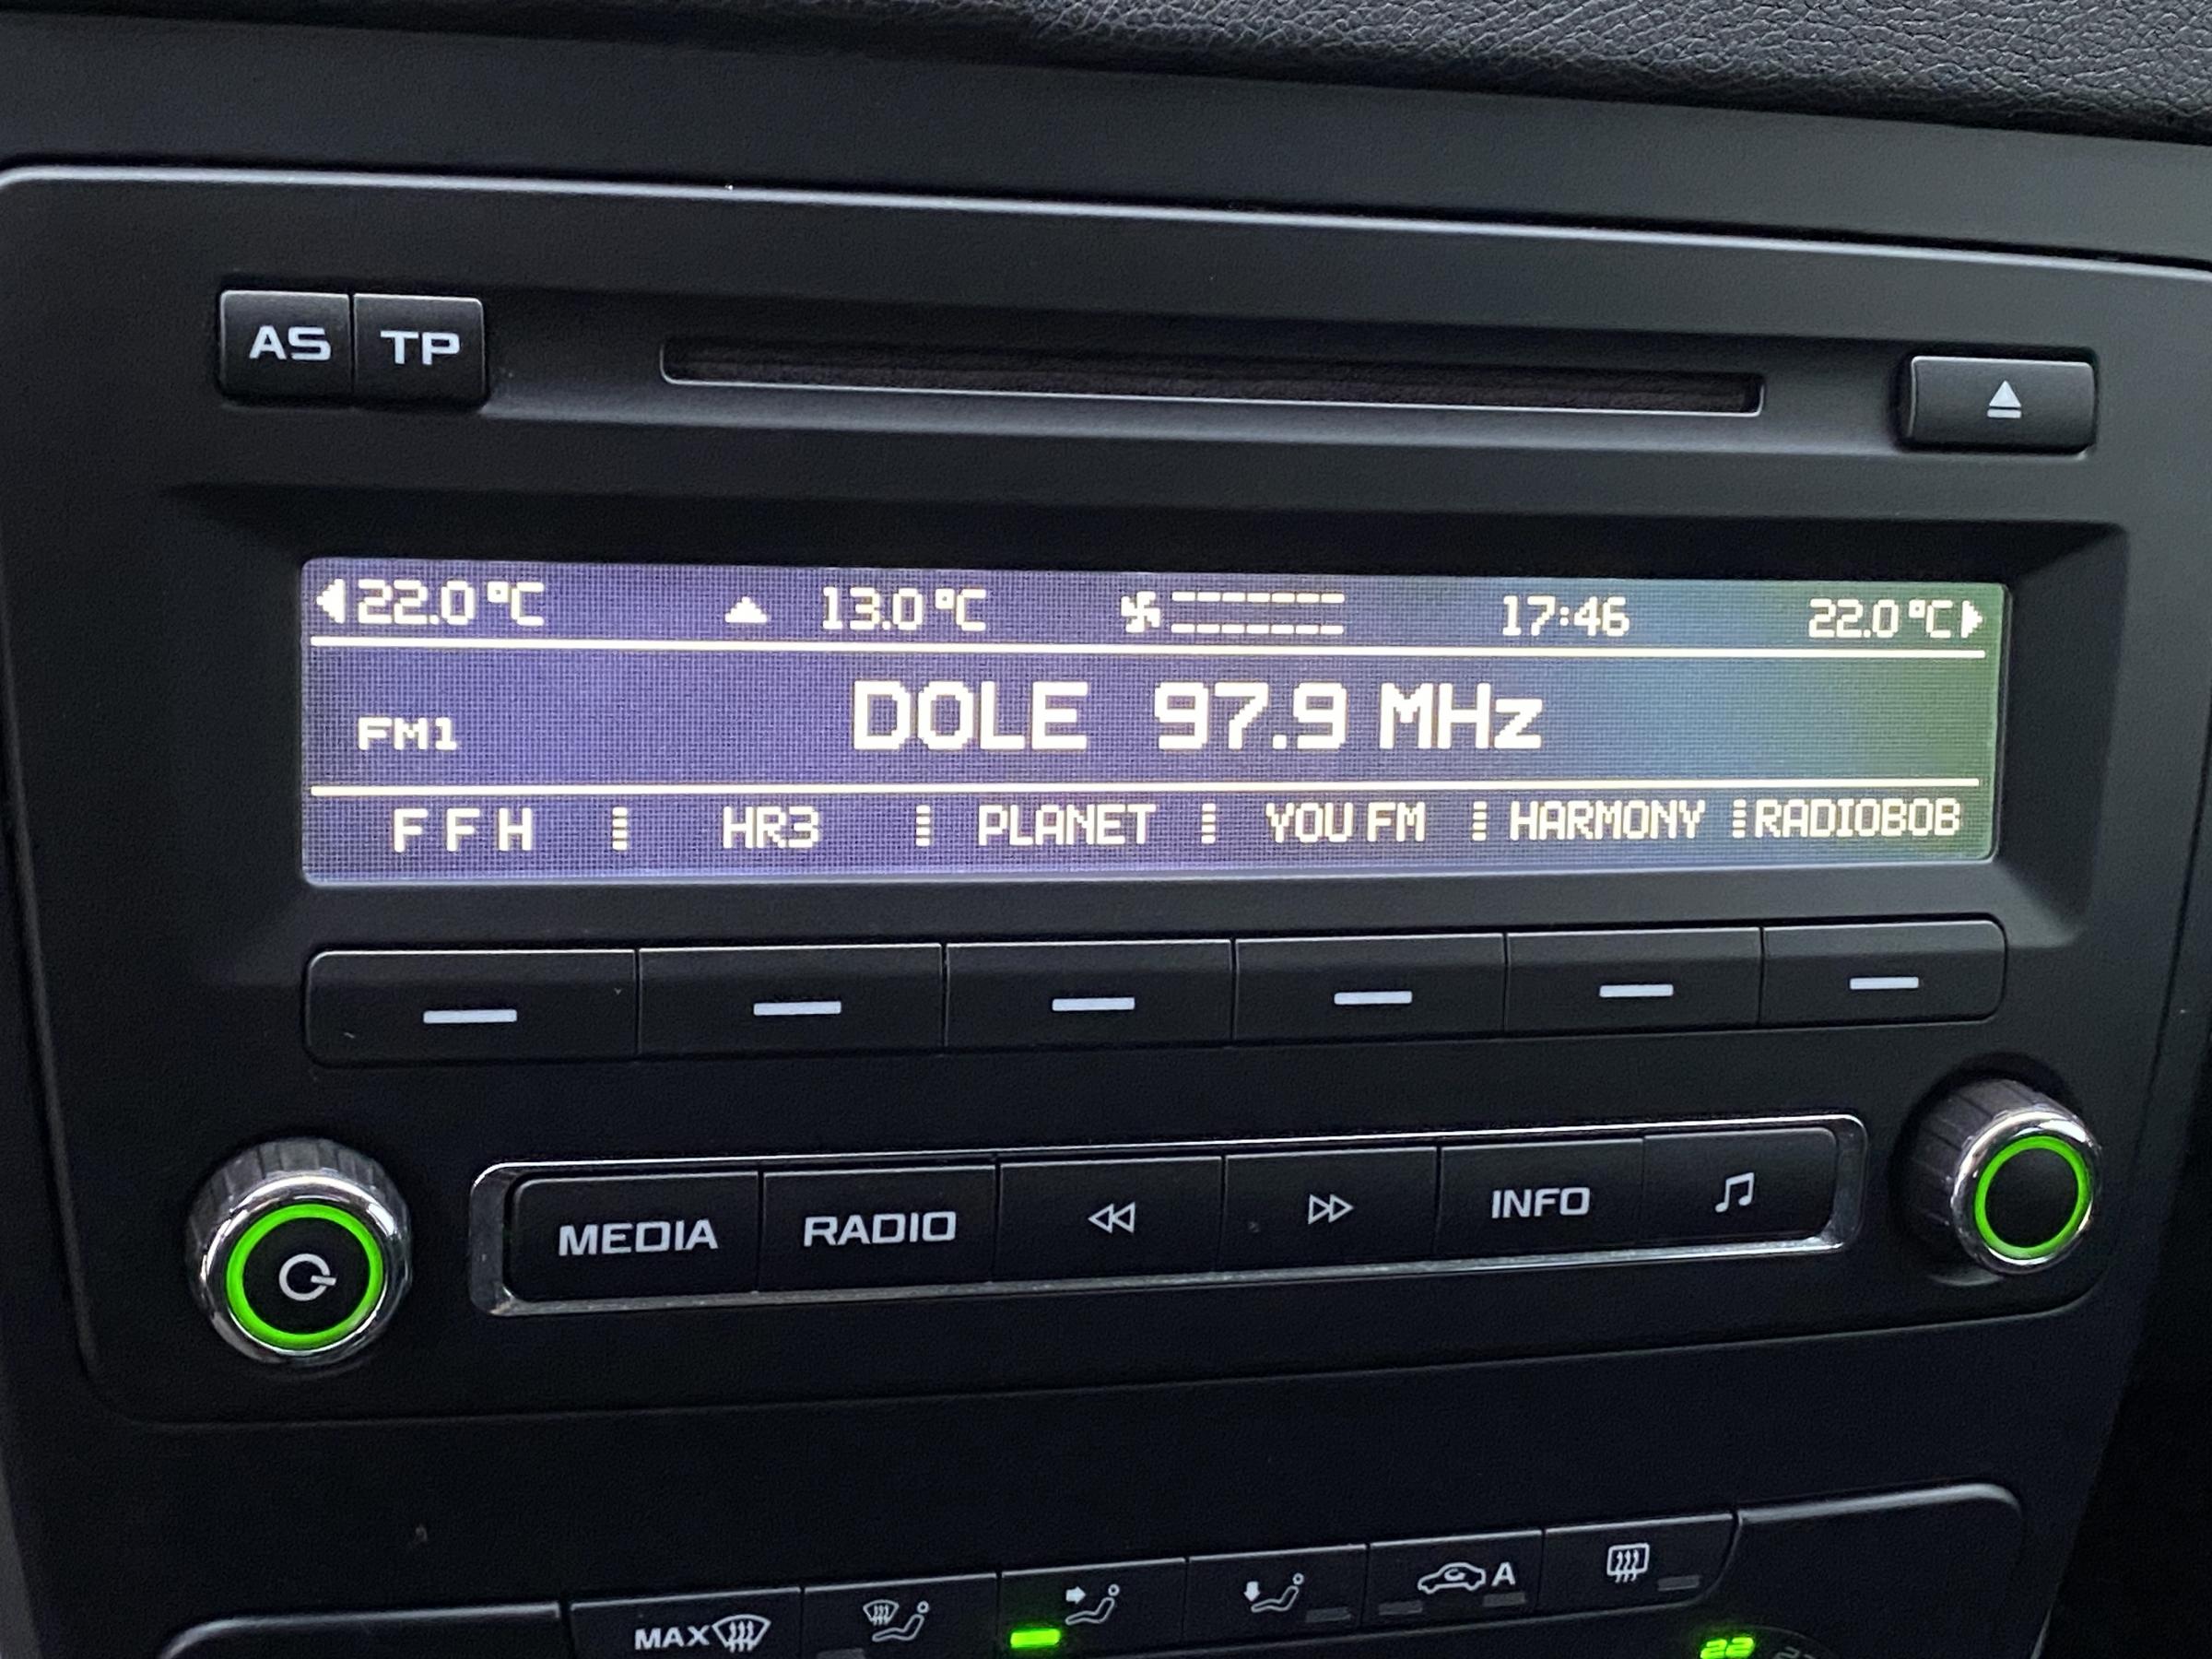 AS TP
22.0 °C 13.0 °C 17:46 22.0 °C
FM1 DOLE 97.9 MHz
F F H HR3 PLANET YOU FM HARMONY RADIOBOB
MEDIA RADIO INFO
MAX A
22